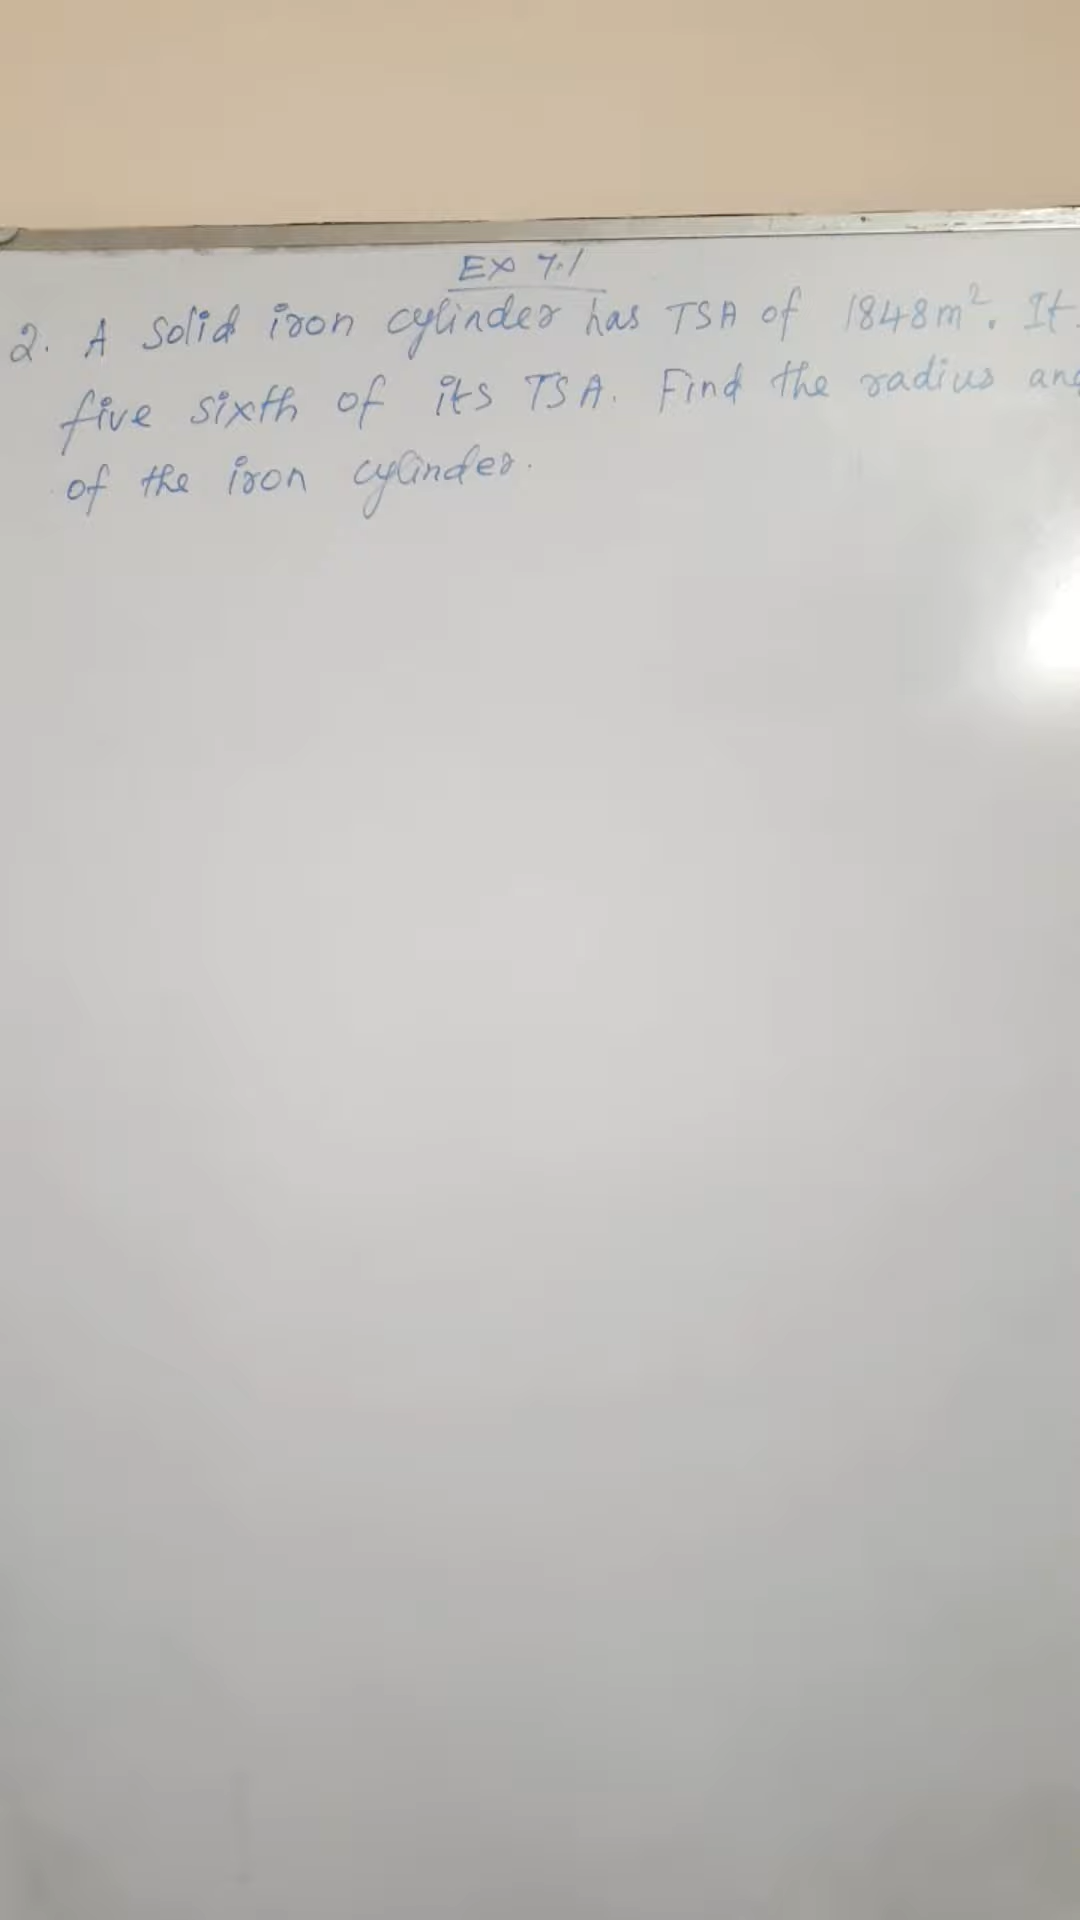 Ex 7.1
2. A Solid iron cylinder has TSA of 1848m². It
five sixth of its TSA. Find the radius and
of the iron cylinder.